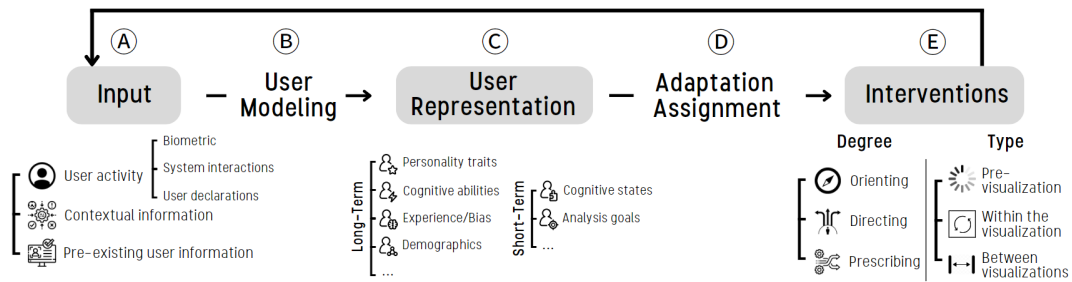 A
B
C
D
E
Input
User
Modeling
User
Representation
Adaptation
Assignment
Interventions
User activity
Biometric
System interactions
User declarations
Contextual information
Pre-existing user information
Long-Term
Personality traits
Cognitive abilities
Experience/Bias
Demographics
...
Short-Term
Cognitive states
Analysis goals
...
Degree
Orienting
Directing
Prescribing
Type
Pre-
visualization
Within the
visualization
Between
visualizations